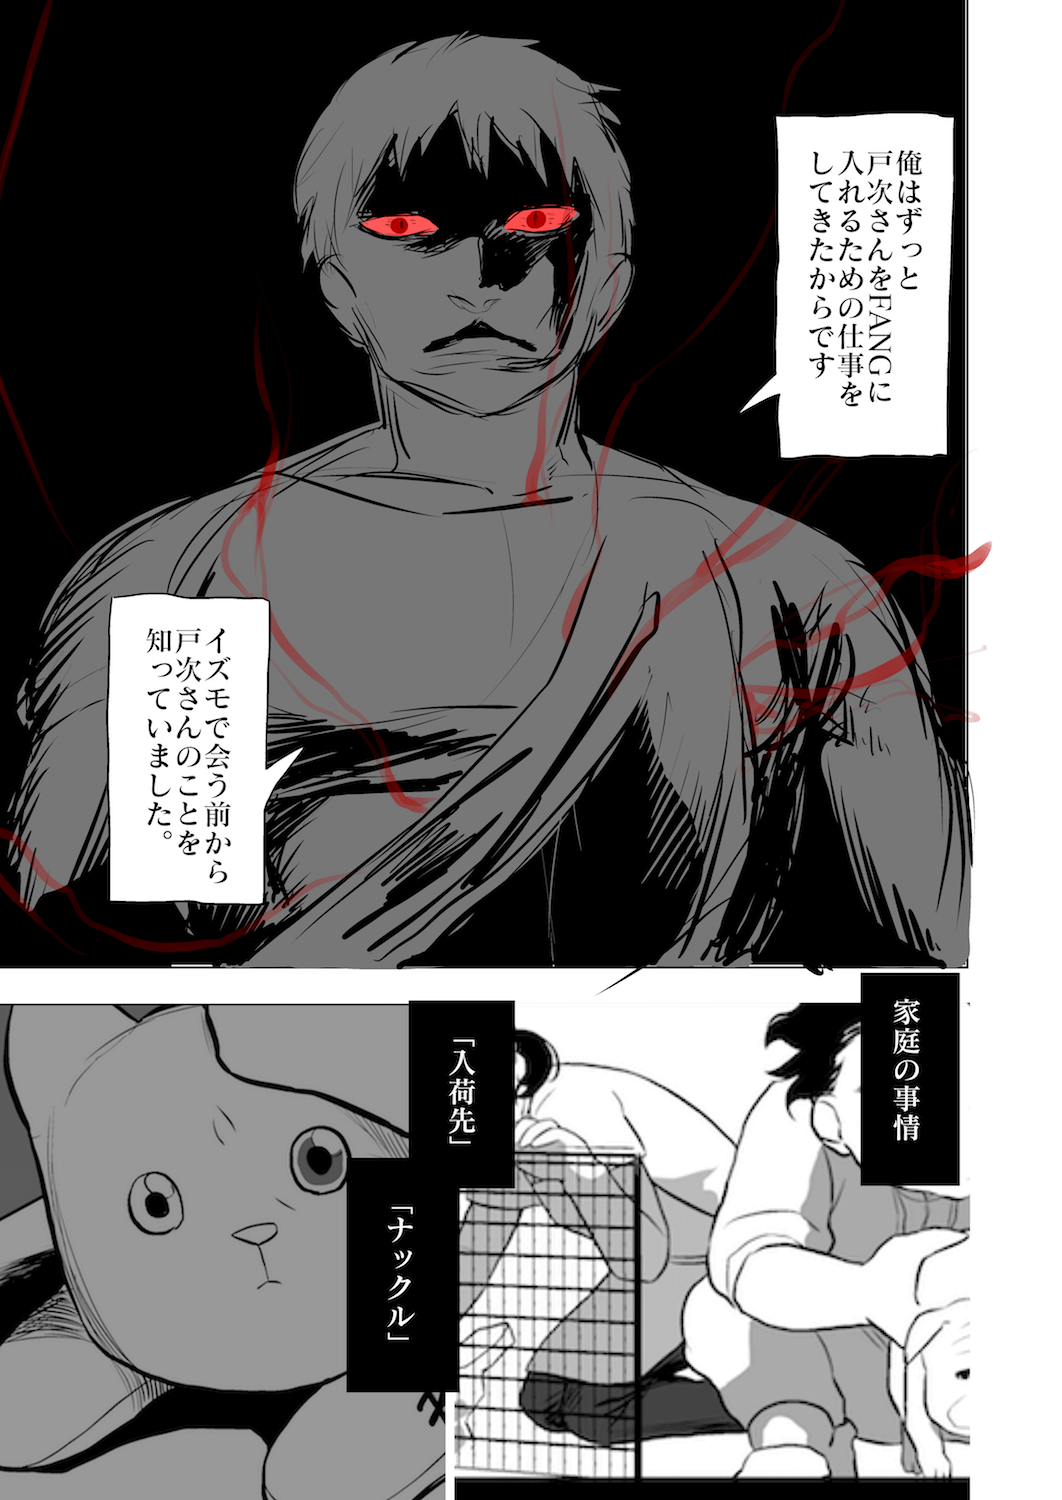 俺はずっと
戸次さんをFANGに
入れるための仕事を
してきたからです
イズモで会う前から
戸次さんのことを
知っていました。
家庭の事情
「入荷先」
「ナックル」